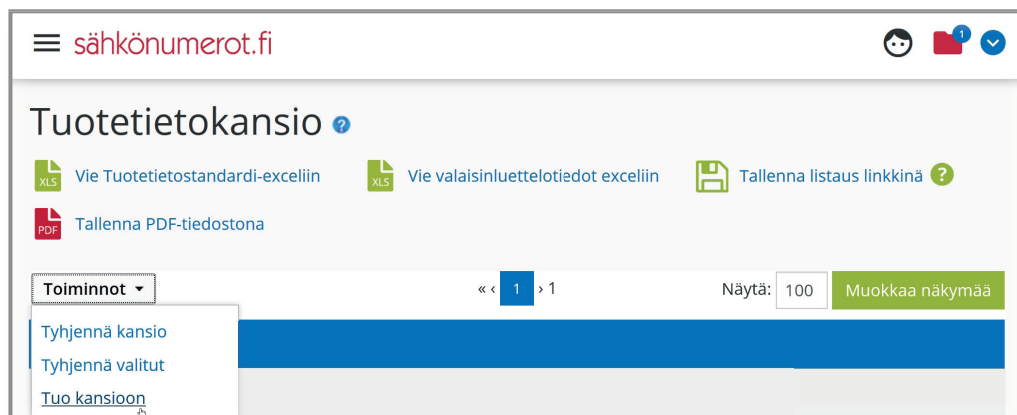 sähkönumerot.fi
1
Tuotetietokansio ?
XLS Vie Tuotetietostandardi-exceliin
XLS Vie valaisinluettelotiedot exceliin
Tallenna listaus linkkinä ?
PDF Tallenna PDF-tiedostona
Toiminnot
« ‹ 1 › 1
Näytä: 100
Muokkaa näkymää
Tyhjennä kansio
Tyhjennä valitut
Tuo kansioon